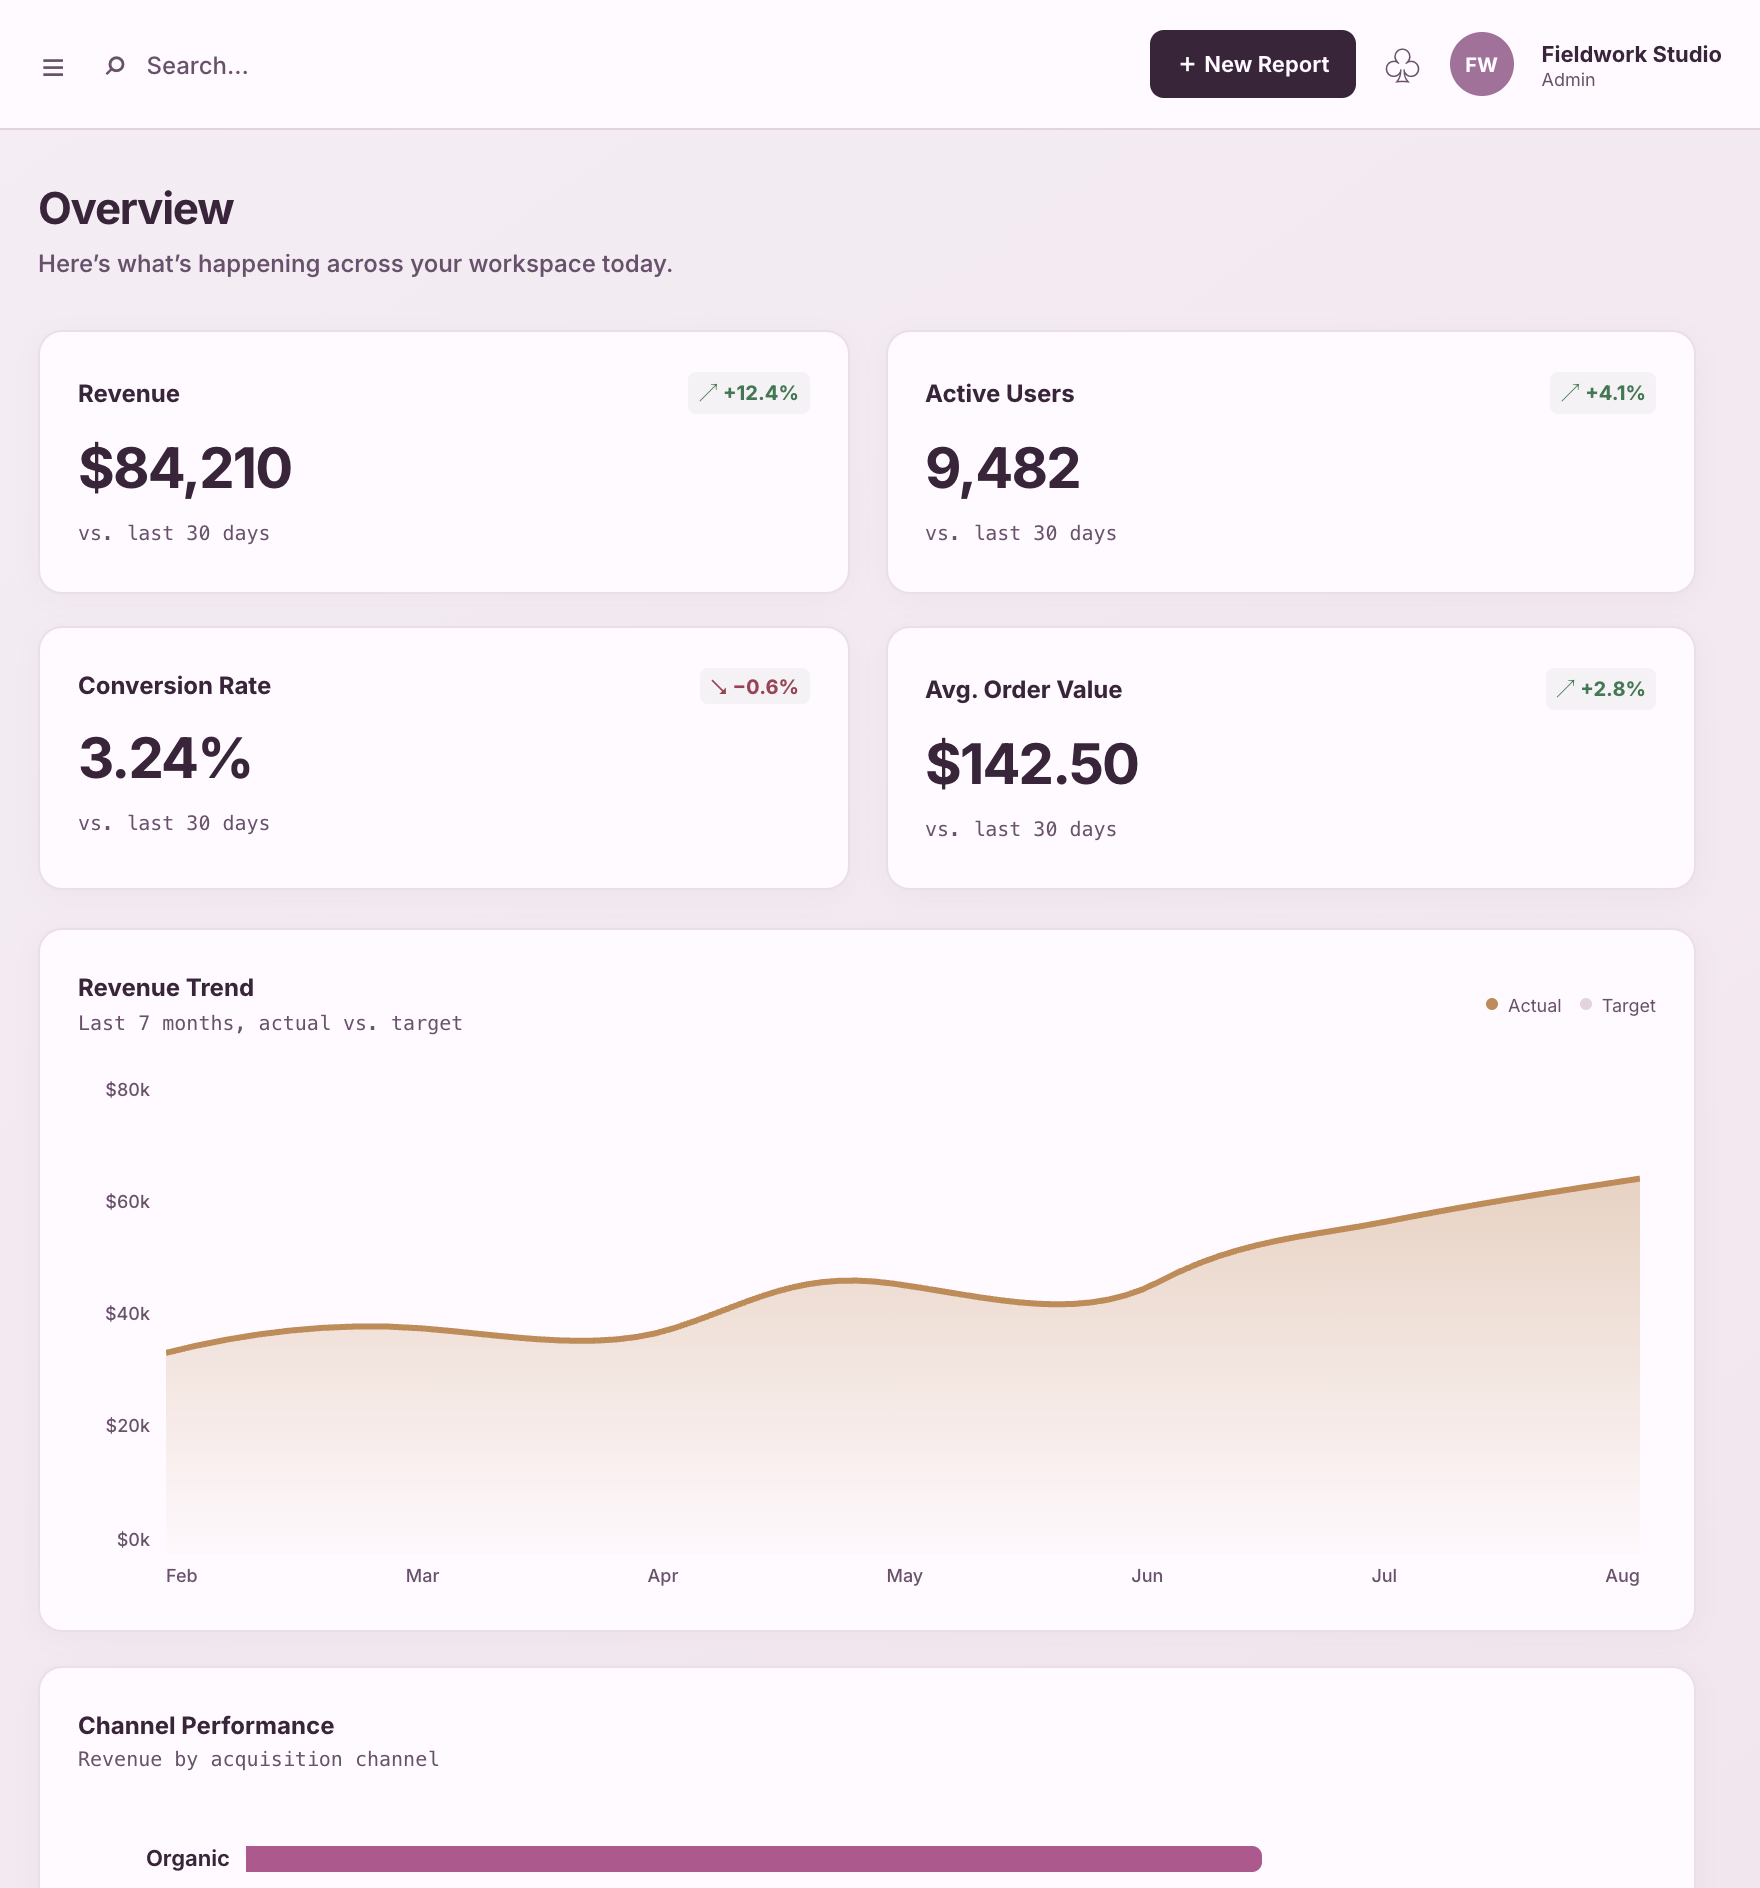 Search...
+ New Report
FW
Fieldwork Studio
Admin
Overview
Here’s what’s happening across your workspace today.
Revenue
↗ +12.4%
$84,210
vs. last 30 days
Active Users
↗ +4.1%
9,482
vs. last 30 days
Conversion Rate
↘ −0.6%
3.24%
vs. last 30 days
Avg. Order Value
↗ +2.8%
$142.50
vs. last 30 days
Revenue Trend
Last 7 months, actual vs. target
Actual
Target
$80k
$60k
$40k
$20k
$0k
Feb Mar Apr May Jun Jul Aug
Channel Performance
Revenue by acquisition channel
Organic